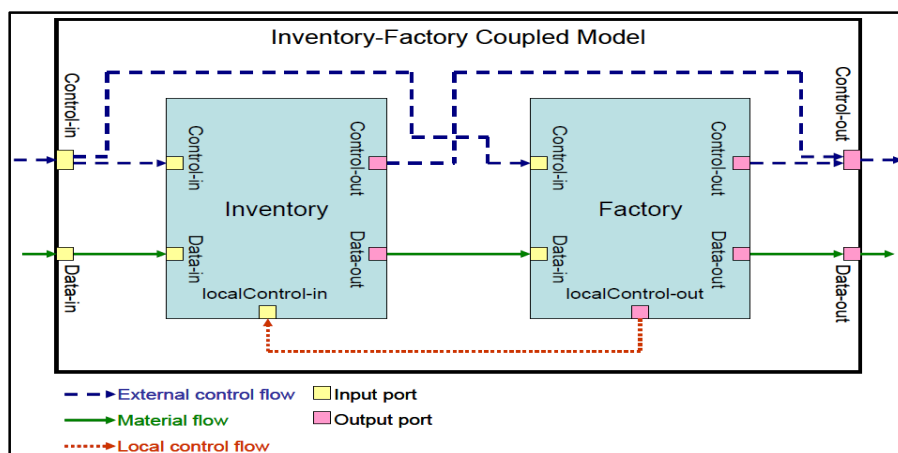 Inventory-Factory Coupled Model
Control-in
Control-out
Control-in
Control-out
Control-in
Control-out
Inventory
Factory
Data-in
Data-out
Data-in
Data-out
Data-in
Data-out
localControl-in
localControl-out
External control flow
Input port
Material flow
Output port
Local control flow